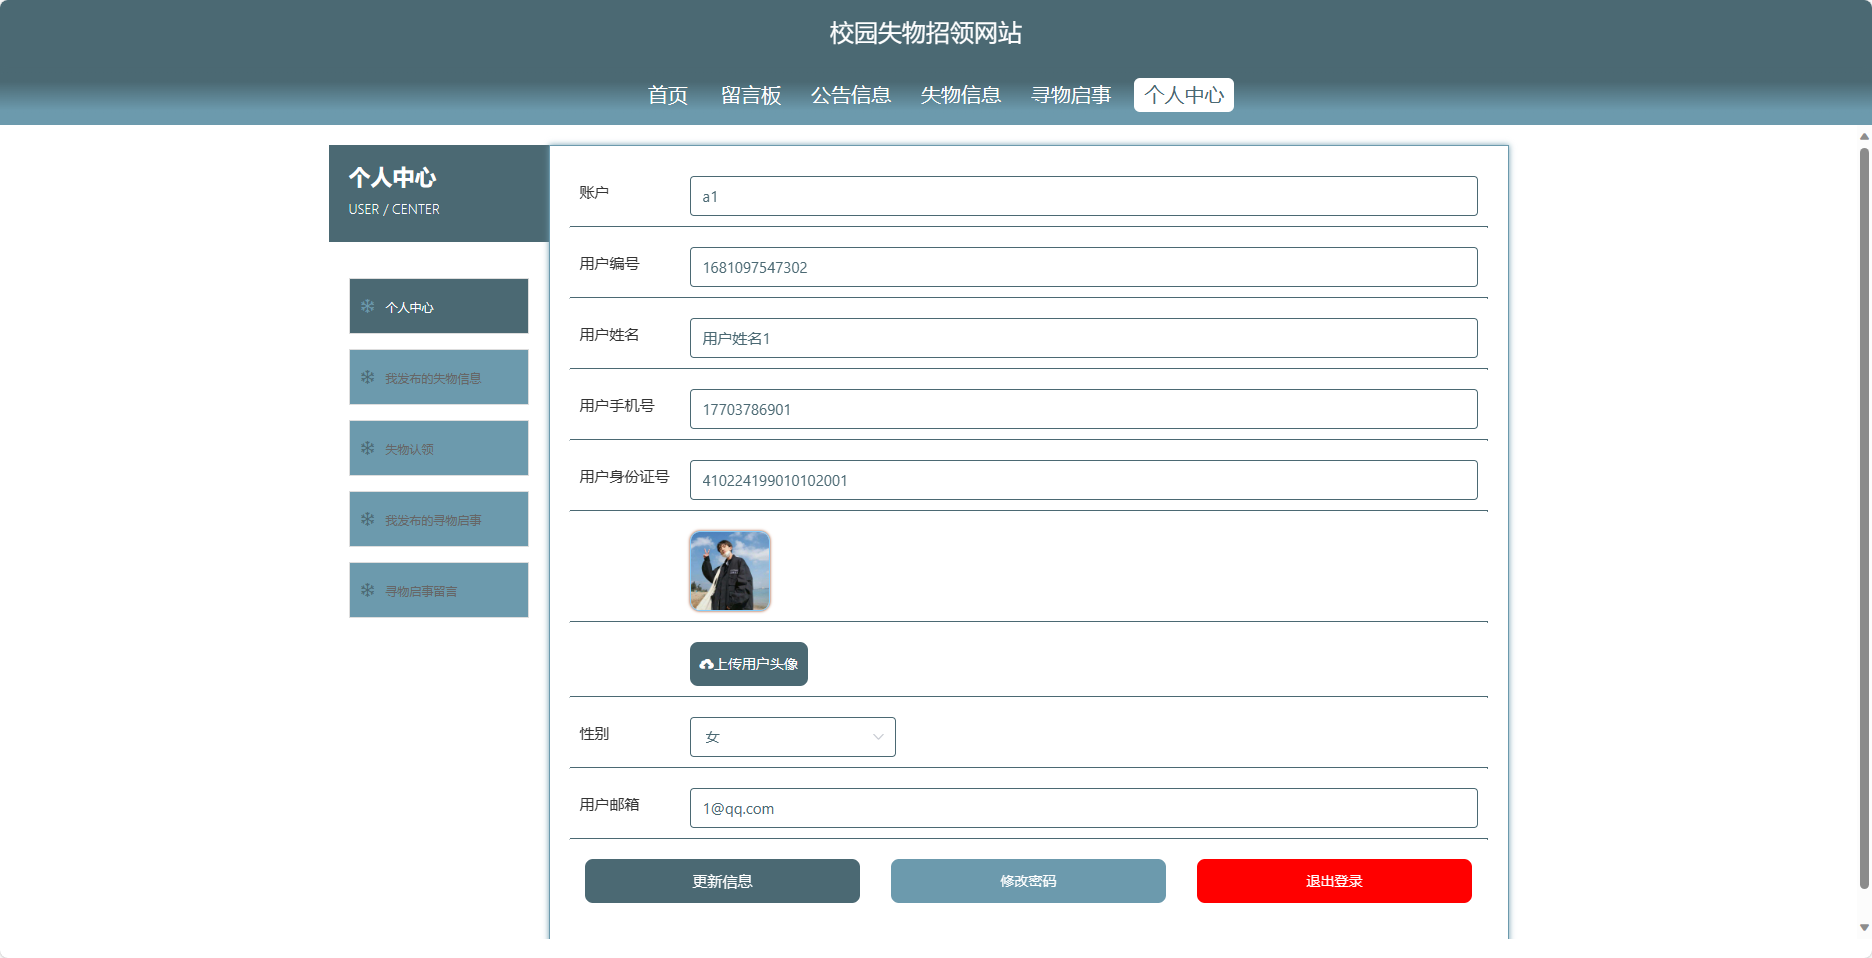 校园失物招领网站
首页 留言板 公告信息 失物信息 寻物启事 个人中心
个人中心
USER / CENTER
个人中心
我发布的失物信息
失物认领
我发布的寻物启事
寻物启事留言
账户 a1
用户编号 1681097547302
用户姓名 用户姓名1
用户手机号 17703786901
用户身份证号 410224199010102001
上传用户头像
性别 女
用户邮箱 1@qq.com
更新信息 修改密码 退出登录